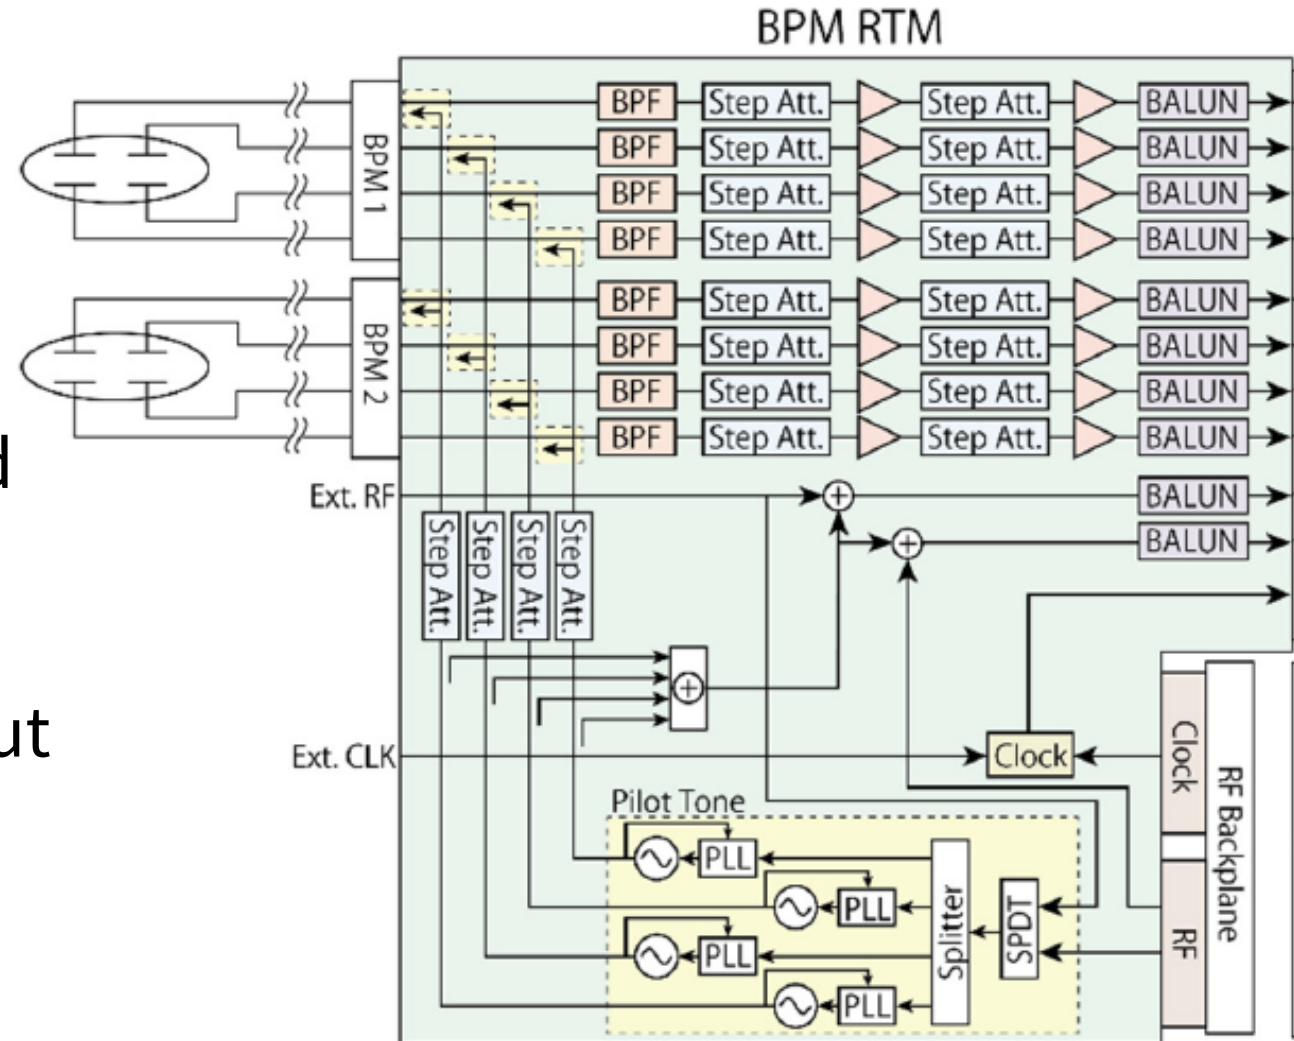 BPM RTM
BPM 1
BPF Step Att. Step Att. BALUN
BPF Step Att. Step Att. BALUN
BPF Step Att. Step Att. BALUN
BPF Step Att. Step Att. BALUN
BPM 2
BPF Step Att. Step Att. BALUN
BPF Step Att. Step Att. BALUN
BPF Step Att. Step Att. BALUN
BPF Step Att. Step Att. BALUN
d
Ext. RF
BALUN
BALUN
Step Att.
Step Att.
Step Att.
Step Att.
ut
Ext. CLK
Clock
Clock
RF Backplane
RF
Pilot Tone
PLL
PLL
PLL
PLL
Splitter
SPDT